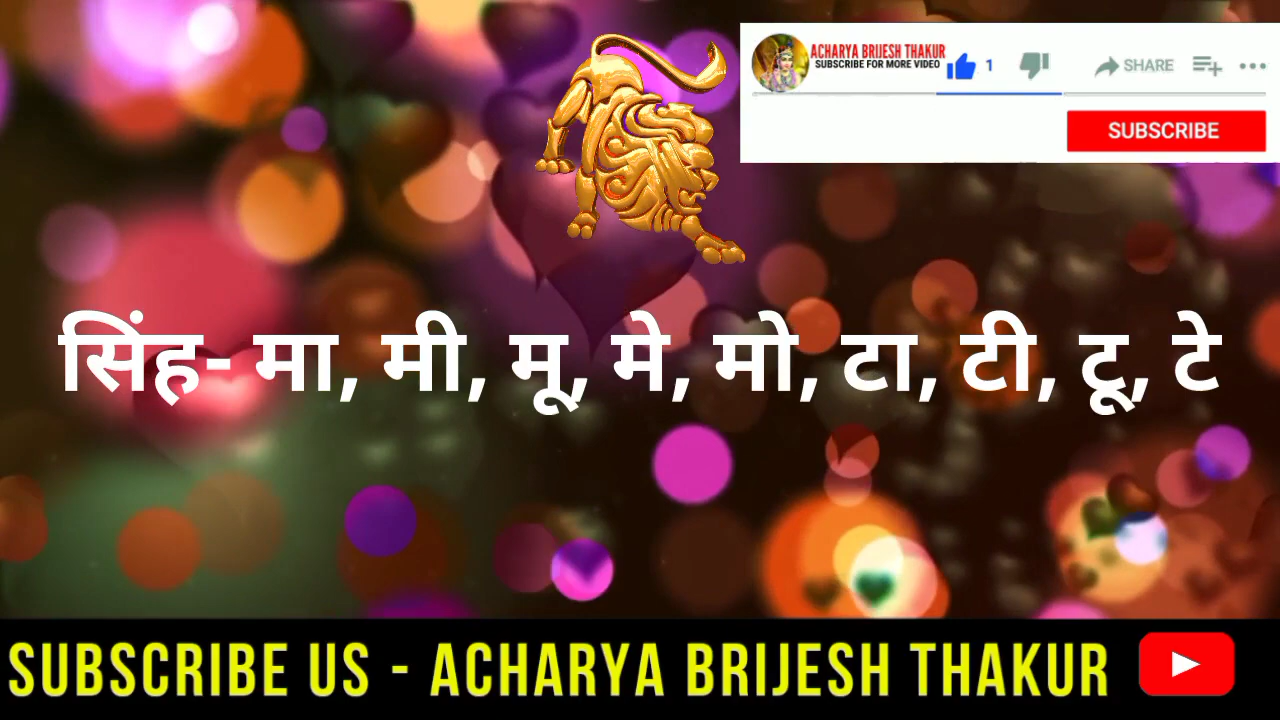 ACHARYA BRIJESH THAKUR
SUBSCRIBE FOR MORE VIDEO
1
SHARE
SUBSCRIBE
सिंह- मा, मी, मू, मे, मो, टा, टी, टू, टे
SUBSCRIBE US - ACHARYA BRIJESH THAKUR